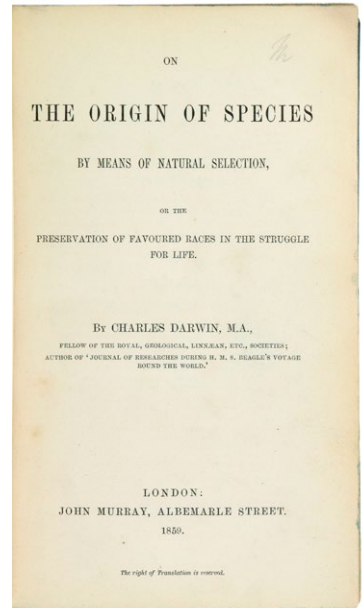 ON
THE ORIGIN OF SPECIES
BY MEANS OF NATURAL SELECTION,
OR THE
PRESERVATION OF FAVOURED RACES IN THE STRUGGLE
FOR LIFE.
BY CHARLES DARWIN, M.A.,
FELLOW OF THE ROYAL, GEOLOGICAL, LINNÆAN, ETC., SOCIETIES;
AUTHOR OF ‘JOURNAL OF RESEARCHES DURING H. M. S. BEAGLE’S VOYAGE
ROUND THE WORLD.’
LONDON:
JOHN MURRAY, ALBEMARLE STREET.
1859.
The right of Translation is reserved.